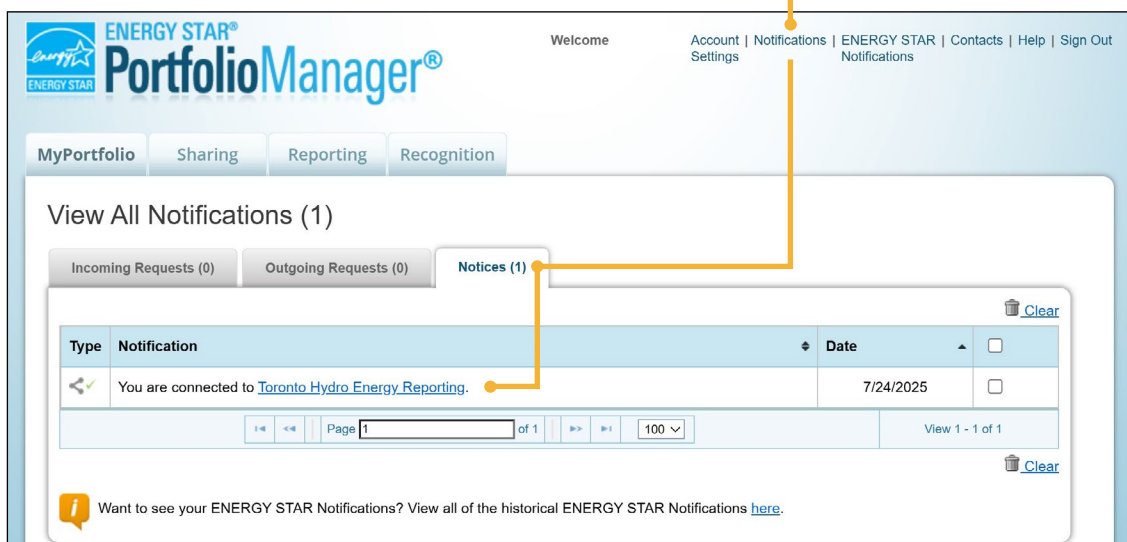 ENERGY STAR®
PortfolioManager®
energy
ENERGY STAR
Welcome
Account Settings | Notifications | ENERGY STAR Notifications | Contacts | Help | Sign Out
MyPortfolio Sharing Reporting Recognition
View All Notifications (1)
Incoming Requests (0) Outgoing Requests (0) Notices (1)
Clear
Type Notification Date
You are connected to Toronto Hydro Energy Reporting. 7/24/2025
Page 1 of 1 100 View 1 - 1 of 1
Clear
i Want to see your ENERGY STAR Notifications? View all of the historical ENERGY STAR Notifications here.